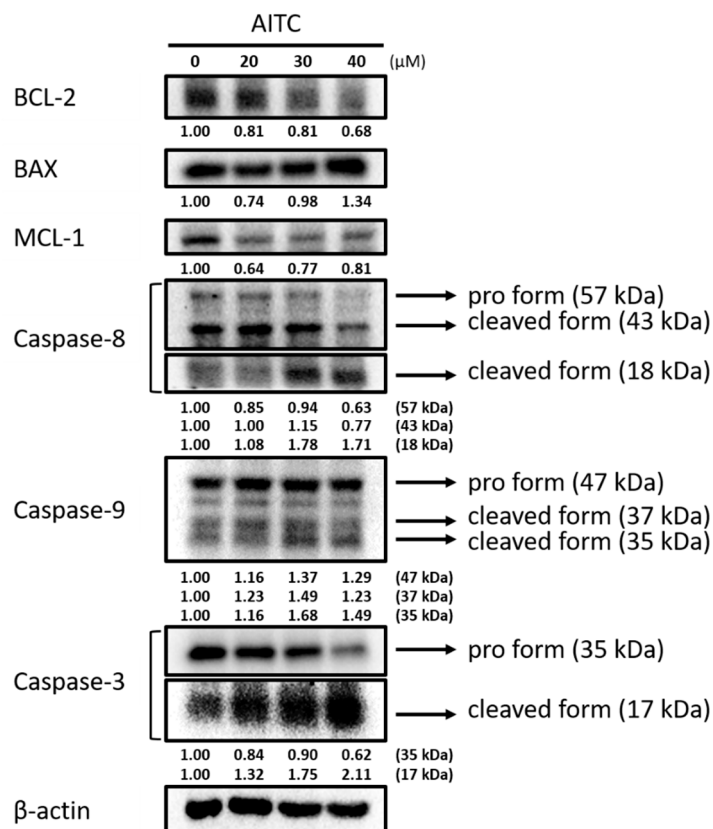 AITC
0 20 30 40 (μM)
BCL-2
1.00 0.81 0.81 0.68
BAX
1.00 0.74 0.98 1.34
MCL-1
1.00 0.64 0.77 0.81
Caspase-8
pro form (57 kDa)
cleaved form (43 kDa)
cleaved form (18 kDa)
1.00 0.85 0.94 0.63 (57 kDa)
1.00 1.00 1.15 0.77 (43 kDa)
1.00 1.08 1.78 1.71 (18 kDa)
Caspase-9
pro form (47 kDa)
cleaved form (37 kDa)
cleaved form (35 kDa)
1.00 1.16 1.37 1.29 (47 kDa)
1.00 1.23 1.49 1.23 (37 kDa)
1.00 1.16 1.68 1.49 (35 kDa)
Caspase-3
pro form (35 kDa)
cleaved form (17 kDa)
1.00 0.84 0.90 0.62 (35 kDa)
1.00 1.32 1.75 2.11 (17 kDa)
β-actin